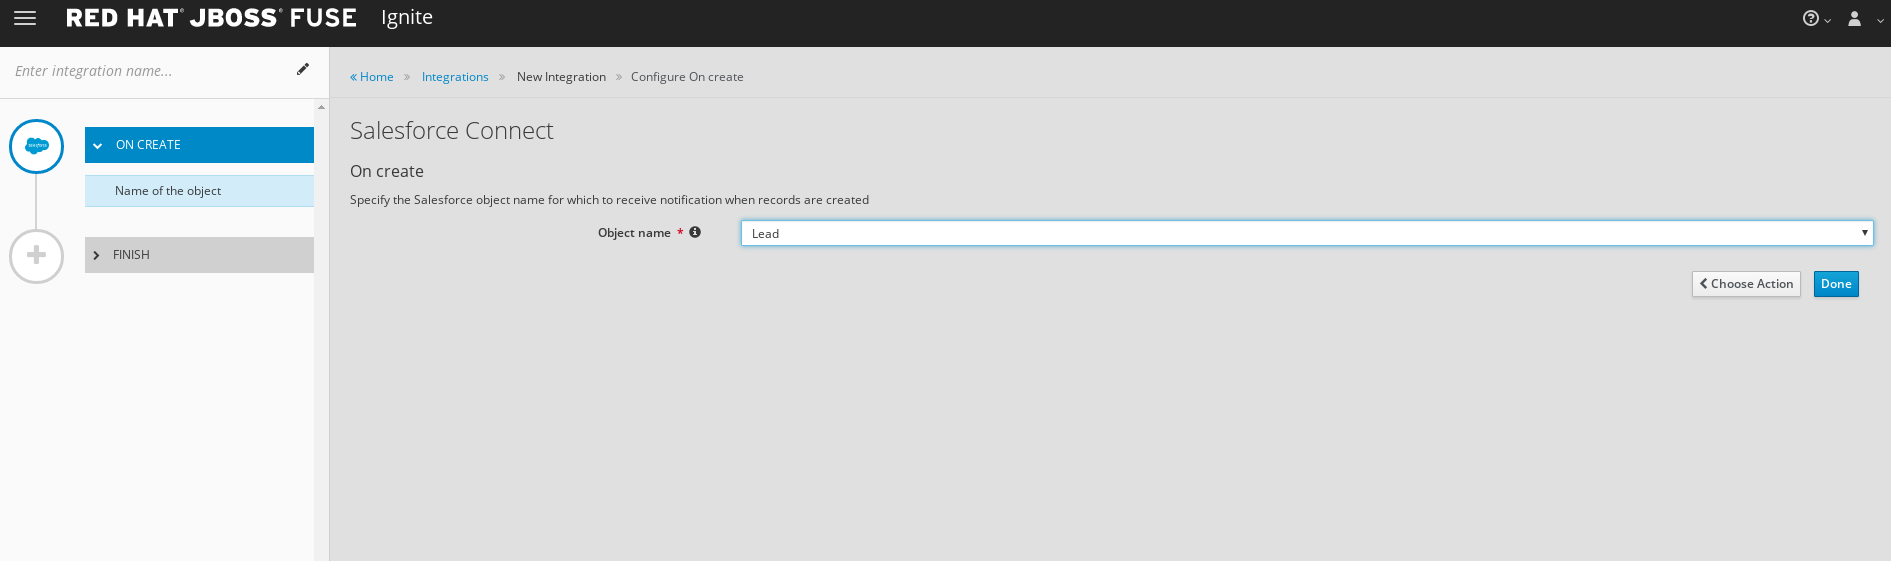 RED HAT® JBOSS® FUSE Ignite
Enter integration name...
« Home » Integrations » New Integration » Configure On create
Salesforce Connect
ON CREATE
On create
Name of the object
Specify the Salesforce object name for which to receive notification when records are created
Object name * Lead
FINISH
Choose Action Done